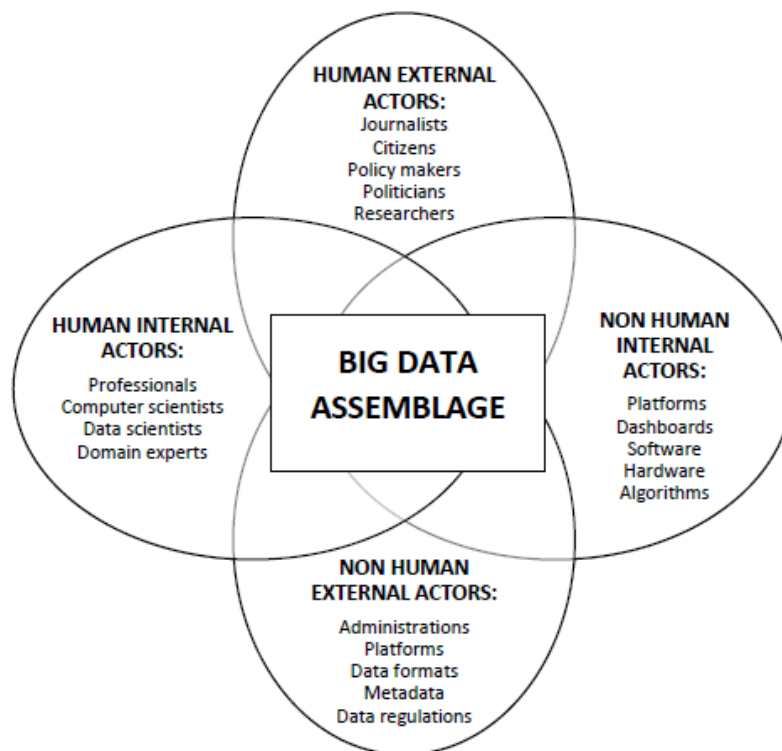 HUMAN EXTERNAL
ACTORS:
Journalists
Citizens
Policy makers
Politicians
Researchers
HUMAN INTERNAL
ACTORS:
Professionals
Computer scientists
Data scientists
Domain experts
BIG DATA
ASSEMBLAGE
NON HUMAN
INTERNAL
ACTORS:
Platforms
Dashboards
Software
Hardware
Algorithms
NON HUMAN
EXTERNAL ACTORS:
Administrations
Platforms
Data formats
Metadata
Data regulations